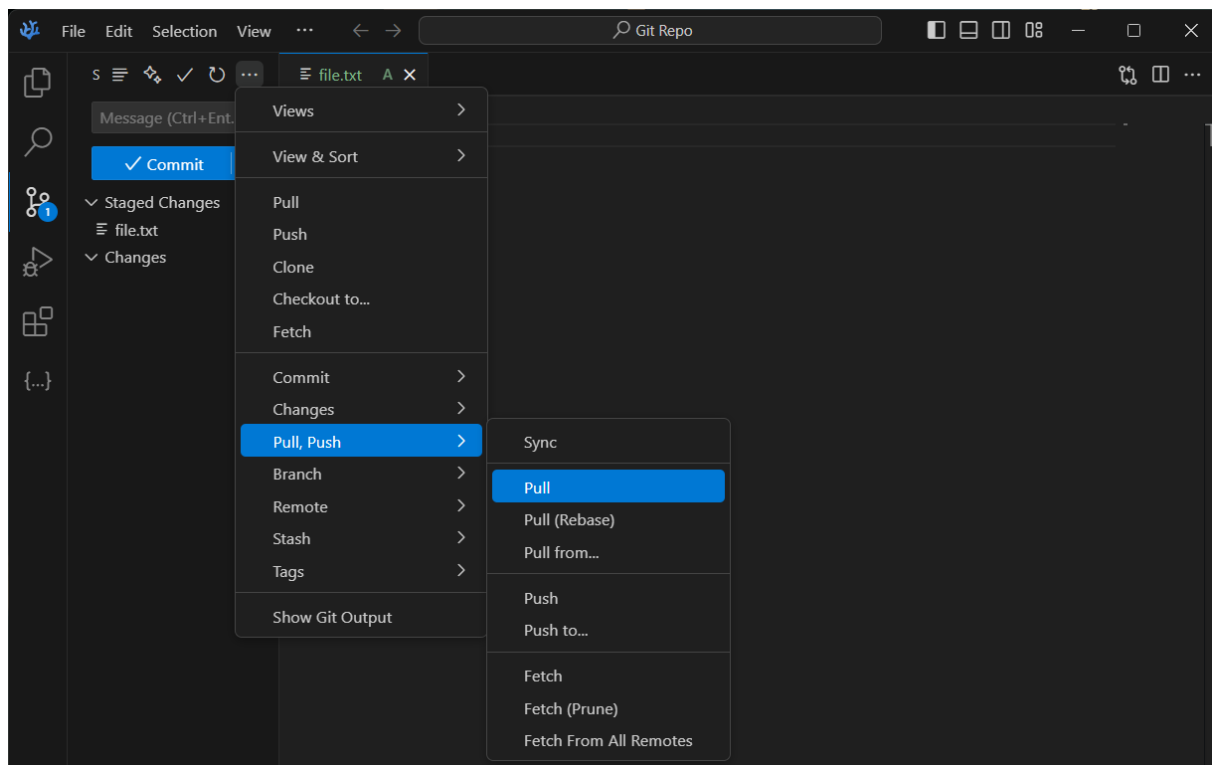 File Edit Selection View ··· Git Repo
S file.txt A
Message (Ctrl+Ent.
Commit
Staged Changes
file.txt
Changes
1
{...}
Views
View & Sort
Pull
Push
Clone
Checkout to...
Fetch
Commit
Changes
Pull, Push
Branch
Remote
Stash
Tags
Show Git Output
Sync
Pull
Pull (Rebase)
Pull from...
Push
Push to...
Fetch
Fetch (Prune)
Fetch From All Remotes